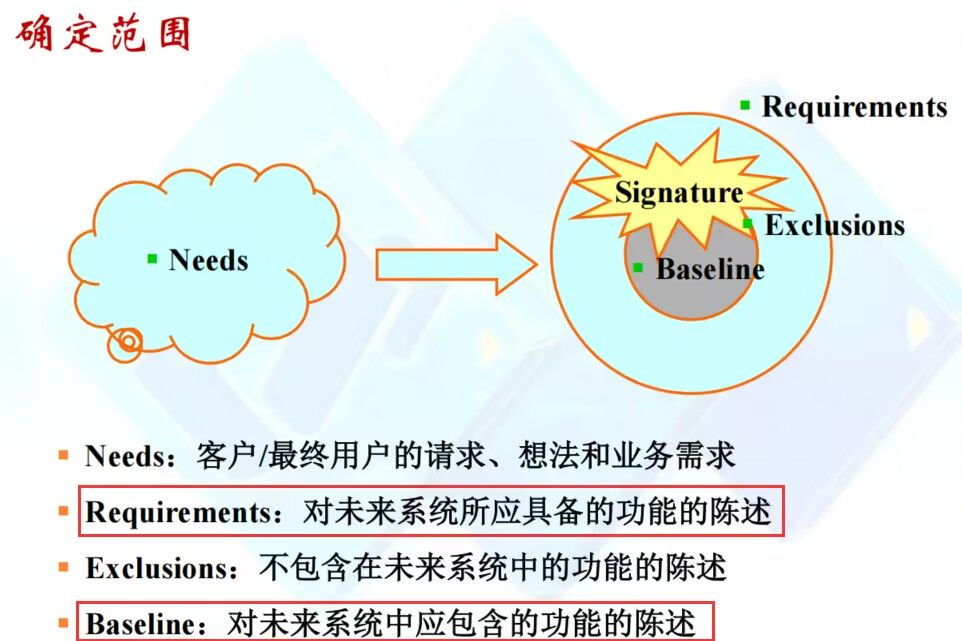 确定范围
Requirements
Signature
Exclusions
Needs
Baseline
Needs：客户/最终用户的请求、想法和业务需求
Requirements：对未来系统所应具备的功能的陈述
Exclusions：不包含在未来系统中的功能的陈述
Baseline：对未来系统中应包含的功能的陈述